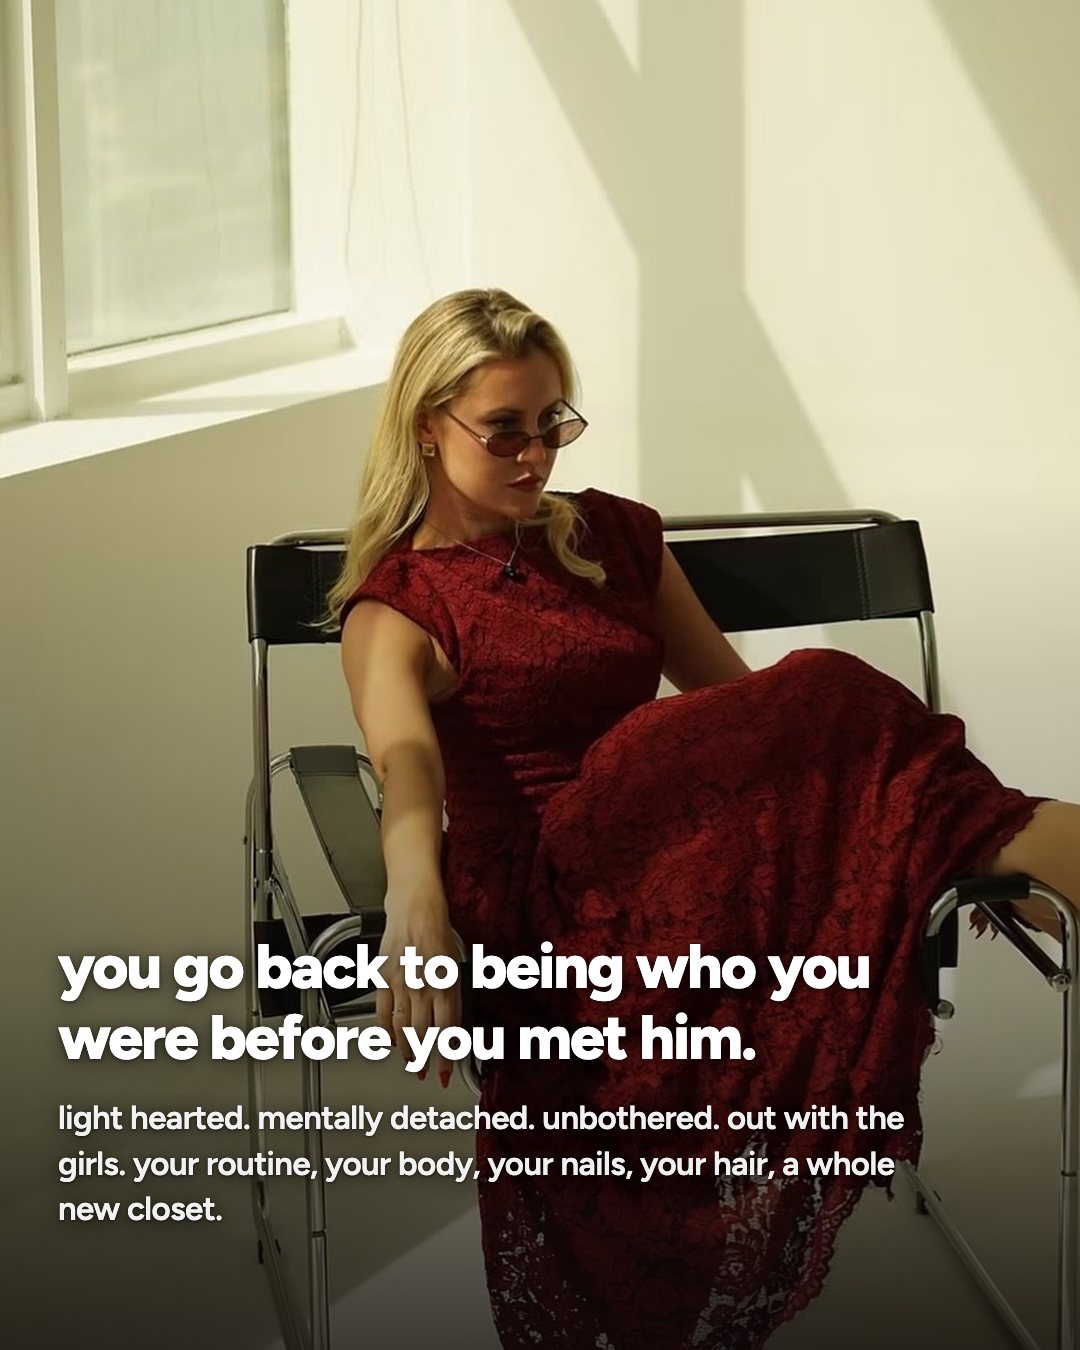 you go back to being who you
were before you met him.
light hearted. mentally detached. unbothered. out with the
girls. your routine, your body, your nails, your hair, a whole
new closet.